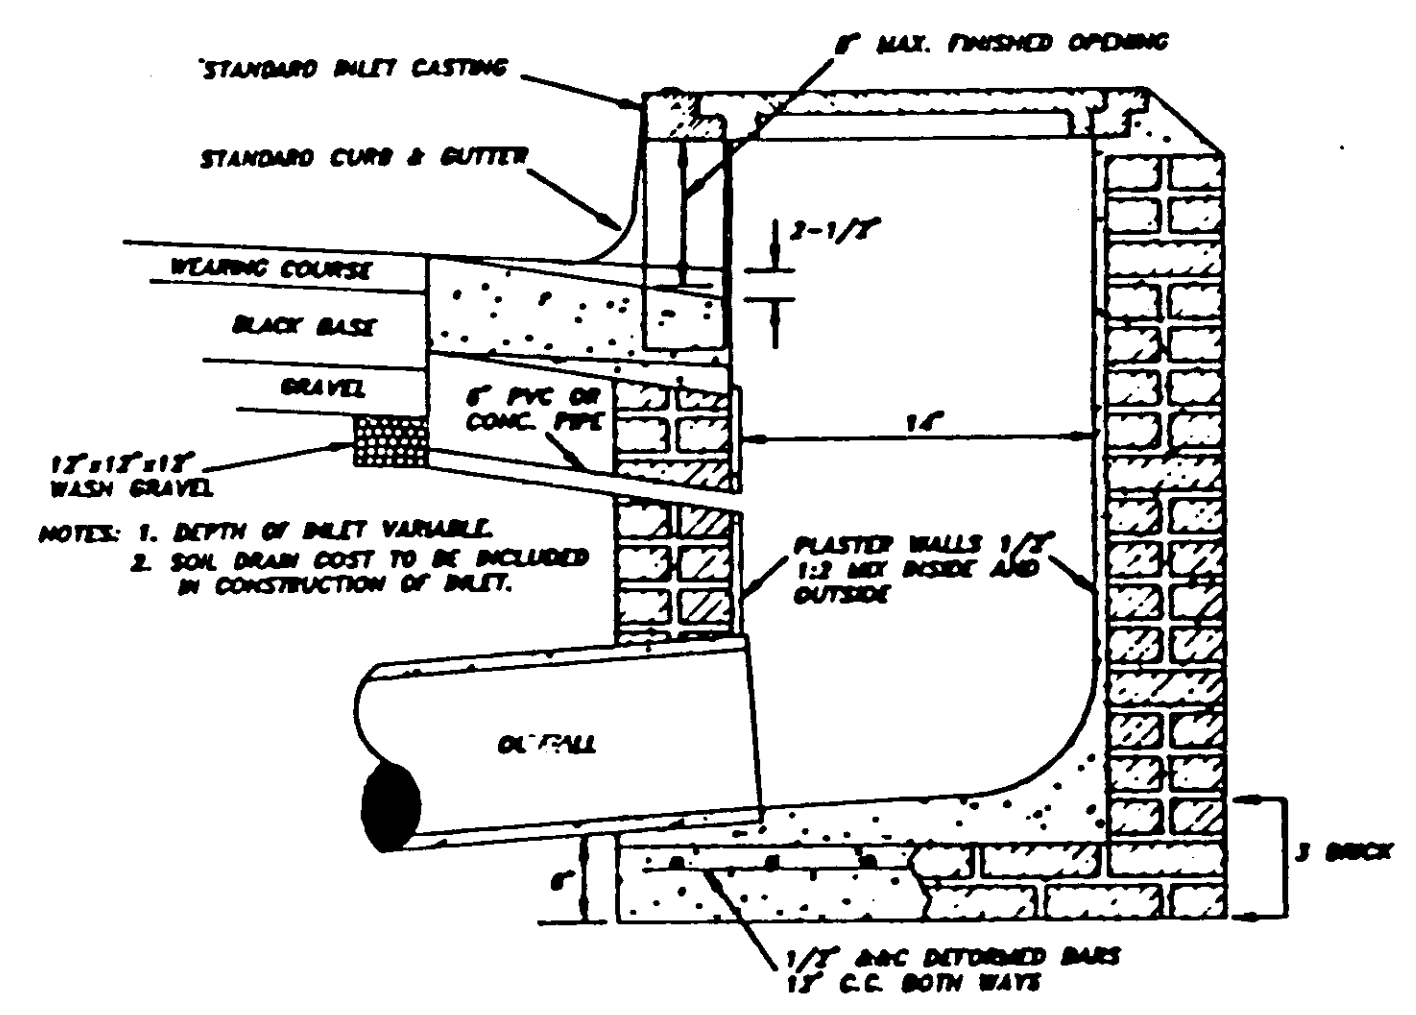 8" MAX. FINISHED OPENING
STANDARD INLET CASTING
STANDARD CURB & GUTTER
2-1/2"
WEARING COURSE
BLACK BASE
GRAVEL
6" PVC OR
CONC. PIPE
14"
12"x12"x12"
WASH GRAVEL
NOTES: 1. DEPTH OF INLET VARIABLE.
2. SOIL DRAIN COST TO BE INCLUDED
IN CONSTRUCTION OF INLET.
PLASTER WALLS 1/2"
1:2 MIX INSIDE AND
OUTSIDE
OUTFALL
3 BRICK
1/2" DEFORMED BARS
12" C.C. BOTH WAYS